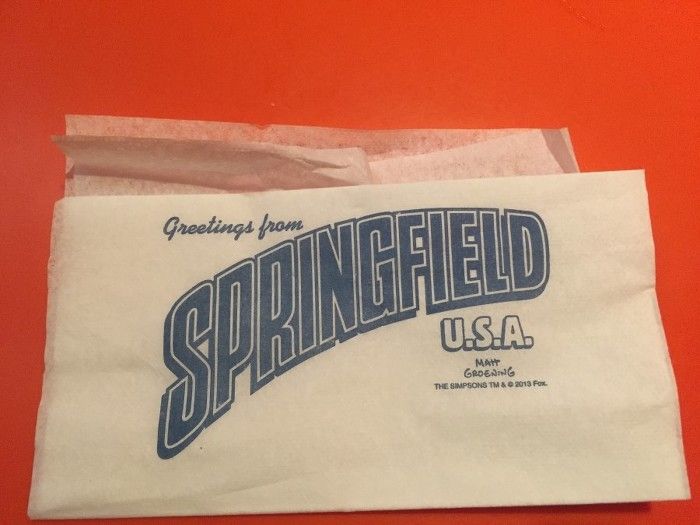 Greetings from
SPRINGFIELD
U.S.A.
MATT
GROENING
THE SIMPSONS TM & © 2013 Fox.